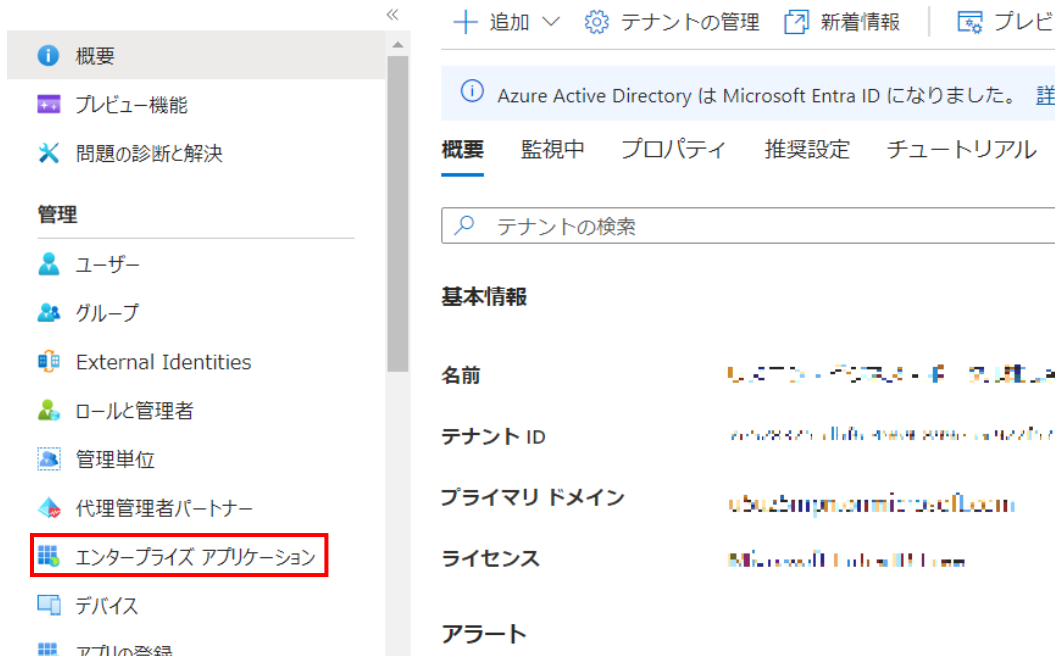 «
概要
プレビュー機能
問題の診断と解決
管理
ユーザー
グループ
External Identities
ロールと管理者
管理単位
代理管理者パートナー
エンタープライズ アプリケーション
デバイス
アプリの登録
追加 テナントの管理 新着情報 プレビ
Azure Active Directory は Microsoft Entra ID になりました。 詳
概要 監視中 プロパティ 推奨設定 チュートリアル
テナントの検索
基本情報
名前
テナント ID
プライマリ ドメイン
ライセンス
アラート